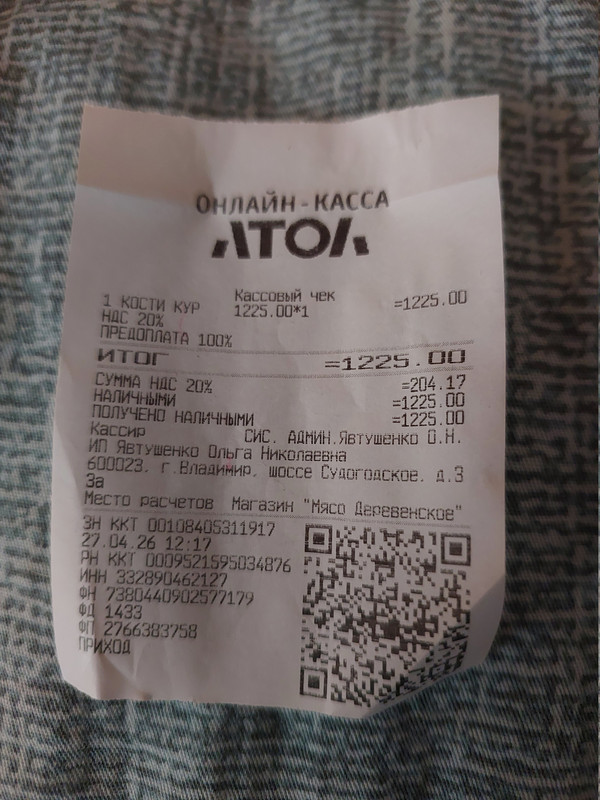 ОНЛАЙН-КАССА
АТОЛ
Кассовый чек
1 КОСТИ КУР 1225.00*1 =1225.00
НДС 20%
ПРЕДОПЛАТА 100%
ИТОГ =1225.00
СУММА НДС 20% =204.17
НАЛИЧНЫМИ =1225.00
ПОЛУЧЕНО НАЛИЧНЫМИ =1225.00
Кассир СИС. АДМИН.Явтушенко О.Н.
ИП Явтушенко Ольга Николаевна
600023. г.Владимир, шоссе Судогодское, д.3
3а
Место расчетов Магазин "Мясо Деревенское"
ЗН ККТ 00108405311917
27.04.26 12:17
РН ККТ 0009521595034876
ИНН 332890462127
ФН 7380440902577179
ФД 1433
ФП 2766383758
ПРИХОД